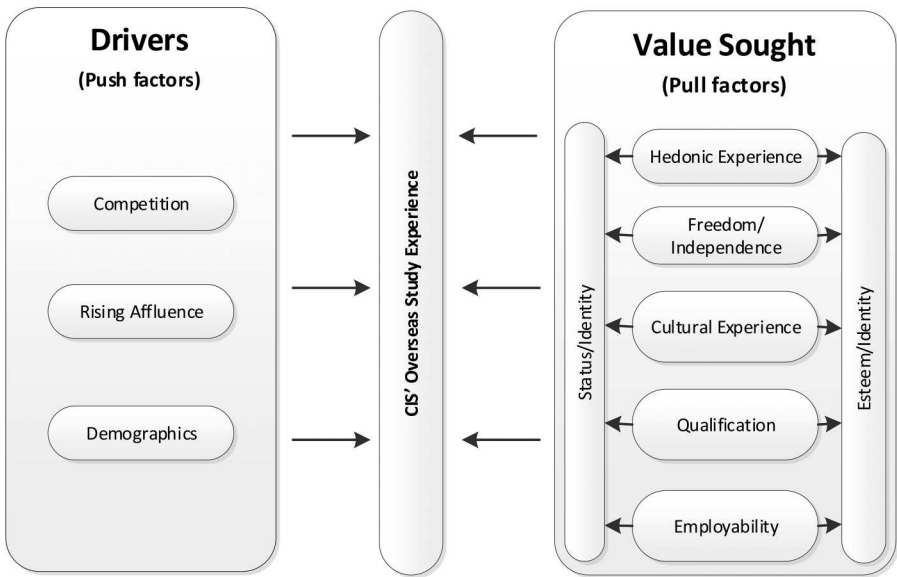 Drivers
(Push factors)
Competition
Rising Affluence
Demographics
CIS' Overseas Study Experience
Value Sought
(Pull factors)
Status/Identity
Hedonic Experience
Freedom/
Independence
Cultural Experience
Qualification
Employability
Esteem/Identity